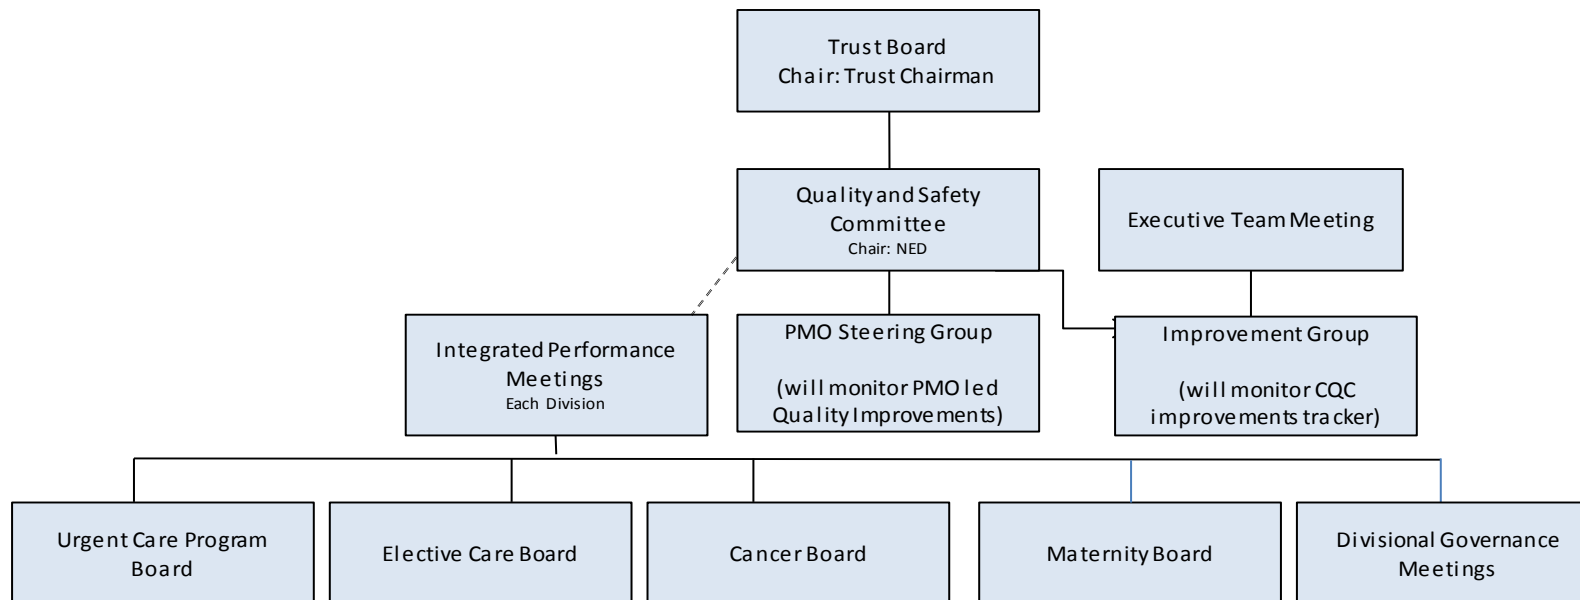 Trust Board
Chair: Trust Chairman
Quality and Safety
Committee
Chair: NED
Executive Team Meeting
Integrated Performance
Meetings
Each Division
PMO Steering Group
(will monitor PMO led
Quality Improvements)
Improvement Group
(will monitor CQC
improvements tracker)
Urgent Care Program
Board
Elective Care Board
Cancer Board
Maternity Board
Divisional Governance
Meetings